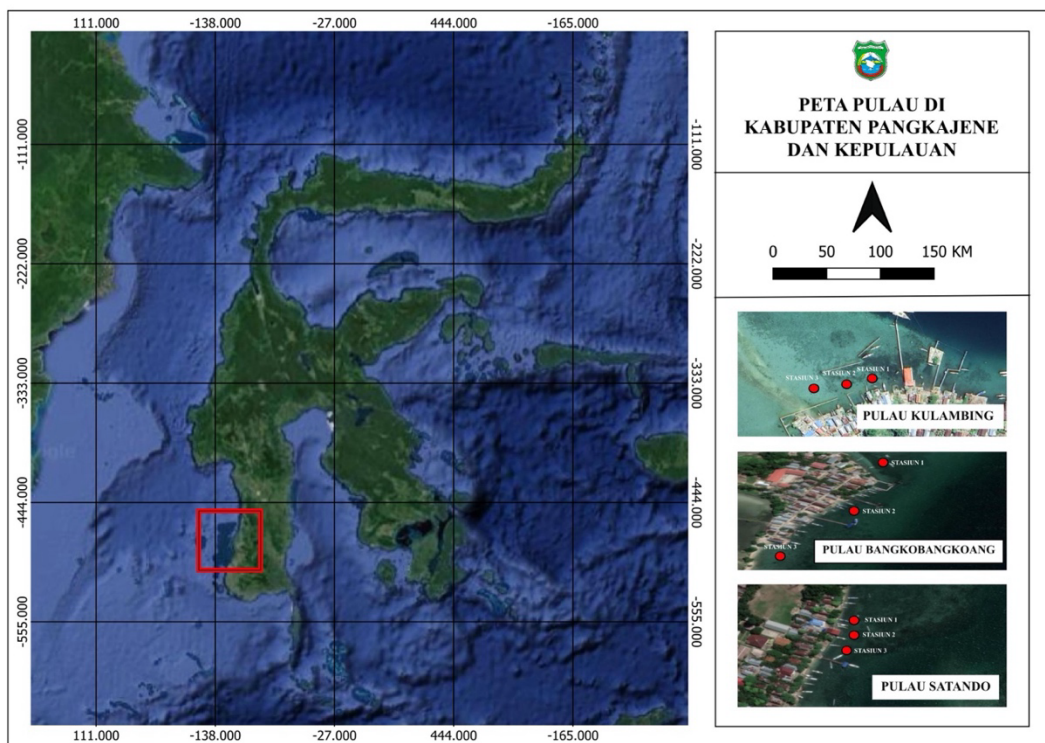 111.000 -138.000 -27.000 444.000 -165.000
-111.000
-222.000
-333.000
-444.000
-555.000
-111.000
-222.000
-333.000
-444.000
-555.000
111.000 -138.000 -27.000 444.000 -165.000
PETA PULAU DI
KABUPATEN PANGKAJENE
DAN KEPULAUAN
0 50 100 150 KM
STASIUN 1
STASIUN 2
STASIUN 3
PULAU KULAMBING
STASIUN 1
STASIUN 2
STASIUN 3
PULAU BANGKOBANGKOANG
STASIUN 1
STASIUN 2
STASIUN 3
PULAU SATANDO